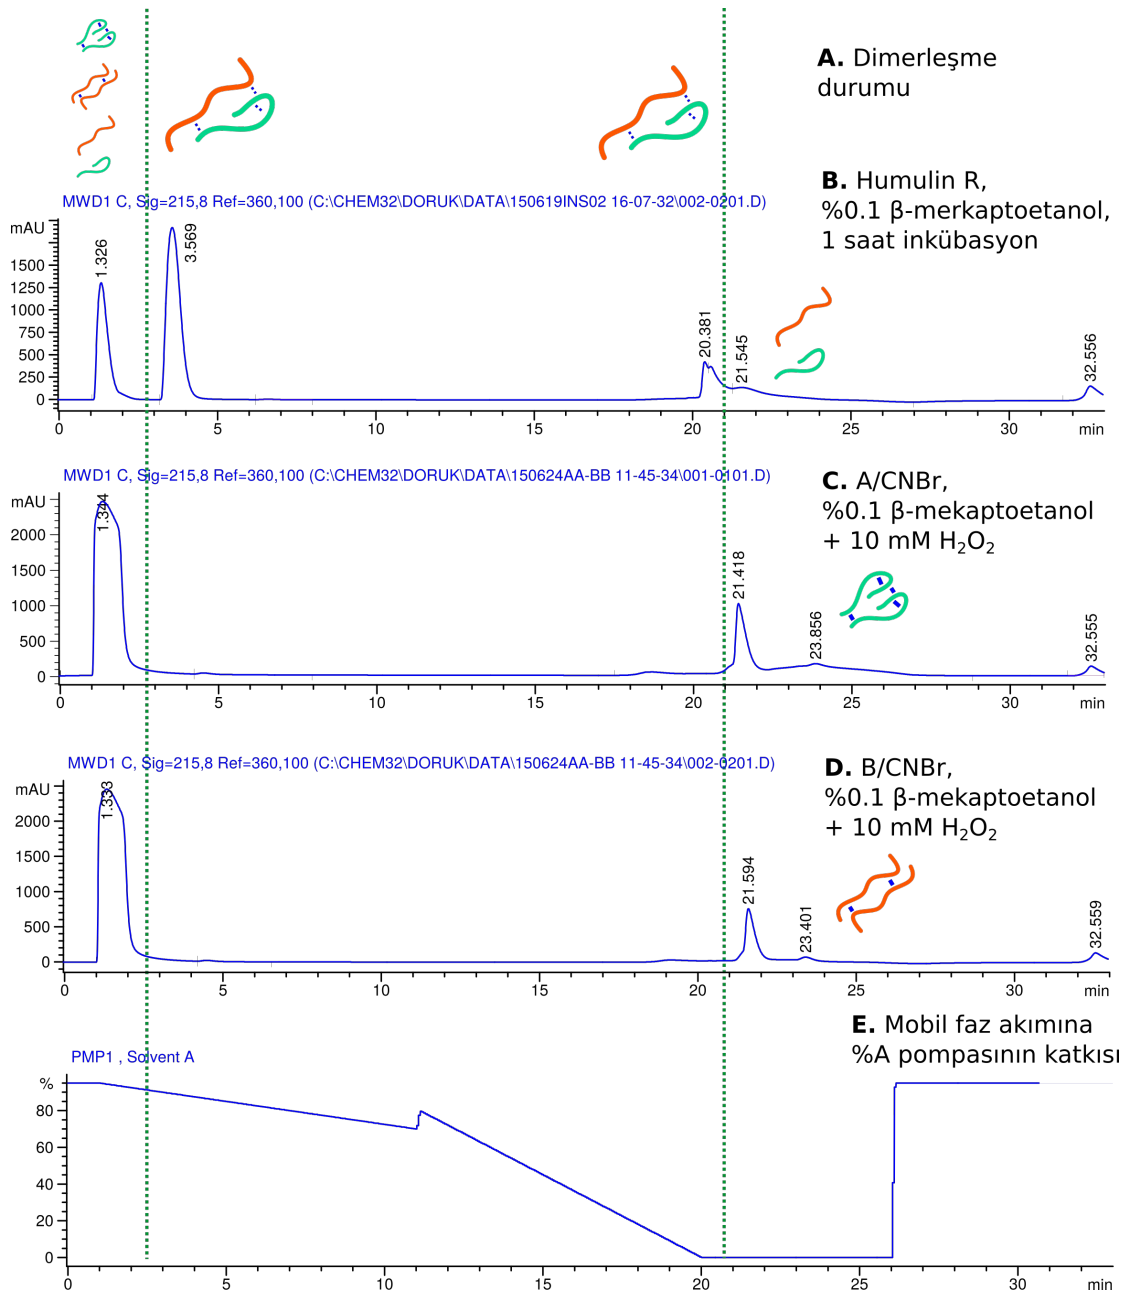 A. Dimerleşme
durumu
B. Humulin R,
%0.1 β-merkaptoetanol,
1 saat inkübasyon
MWD1 C, Sig=215,8 Ref=360,100 (C:\CHEM32\DORUK\DATA\150619INS02 16-07-32\002-0201.D)
mAU
1500
1250
1000
750
500
250
0
1.326
3.569
20.381
21.545
32.556
0 5 10 15 20 25 30 min
MWD1 C, Sig=215,8 Ref=360,100 (C:\CHEM32\DORUK\DATA\150624AA-BB 11-45-34\001-0101.D)
C. A/CNBr,
%0.1 β-mekaptoetanol
+ 10 mM H₂O₂
mAU
2000
1500
1000
500
0
1.344
21.418
23.856
32.555
0 5 10 15 20 25 30 min
MWD1 C, Sig=215,8 Ref=360,100 (C:\CHEM32\DORUK\DATA\150624AA-BB 11-45-34\002-0201.D)
D. B/CNBr,
%0.1 β-mekaptoetanol
+ 10 mM H₂O₂
mAU
2000
1500
1000
500
0
1.333
21.594
23.401
32.559
0 5 10 15 20 25 30 min
E. Mobil faz akımına
%A pompasının katkısı
PMP1 , Solvent A
%
80
60
40
20
0
0 5 10 15 20 25 30 min